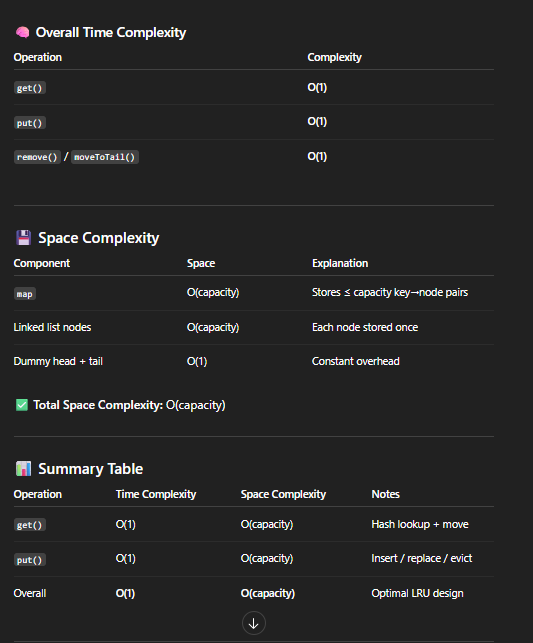 🧠 Overall Time Complexity
Operation Complexity
get() O(1)
put() O(1)
remove() / moveToTail() O(1)
💾 Space Complexity
Component Space Explanation
map O(capacity) Stores ≤ capacity key→node pairs
Linked list nodes O(capacity) Each node stored once
Dummy head + tail O(1) Constant overhead
✅ Total Space Complexity: O(capacity)
📊 Summary Table
Operation Time Complexity Space Complexity Notes
get() O(1) O(capacity) Hash lookup + move
put() O(1) O(capacity) Insert / replace / evict
Overall O(1) O(capacity) Optimal LRU design